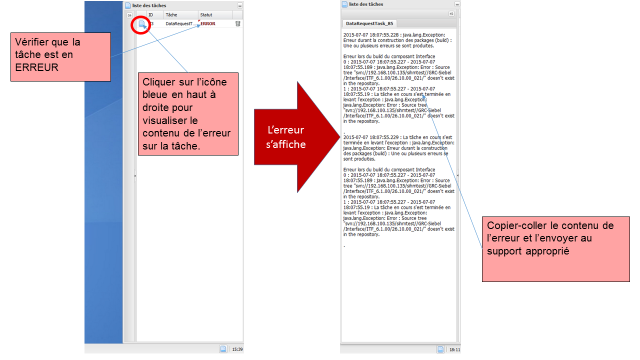 liste des tâches
ID Tâche Statut
DataRequestT... ERROR
Vérifier que la
tâche est en
ERREUR
Cliquer sur l'icône
bleue en haut à
droite pour
visualiser le
contenu de l'erreur
sur la tâche.
15:39
L'erreur
s'affiche
liste des tâches
DataRequestTask_85
2015-07-07 18:07:55.228 : java.lang.Exception:
Erreur durant la construction des packages (build) :
Une ou plusieurs erreurs se sont produites.
Erreur lors du build du composant Interface
0 : 2015-07-07 18:07:55.227 - 2015-07-07
18:07:55.189 : java.lang.Exception: Error : Source
tree "svn://192.168.100.135/shmtest//GRC-Siebel
/Interface/ITF_6.1.00/26.10.00_021/" doesn't exist
in the repository.
1 : 2015-07-07 18:07:55.227 - 2015-07-07
18:07:55.19 : La tâche en cours s'est terminée en
levant l'exception : java.lang.Exception:
java.lang.Exception: Error : Source tree
"svn://192.168.100.135/shmtest//GRC-Siebel
/Interface/ITF_6.1.00/26.10.00_021/" doesn't exist
in the repository.
2015-07-07 18:07:55.229 : La tâche en cours s'est
terminée en levant l'exception : java.lang.Exception:
java.lang.Exception: Erreur durant la construction
des packages (build) : Une ou plusieurs erreurs se
sont produites.
Erreur lors du build du composant Interface
0 : 2015-07-07 18:07:55.227 - 2015-07-07
18:07:55.189 : java.lang.Exception: Error : Source
tree "svn://192.168.100.135/shmtest//GRC-Siebel
/Interface/ITF_6.1.00/26.10.00_021/" doesn't exist
in the repository.
1 : 2015-07-07 18:07:55.227 - 2015-07-07
18:07:55.19 : La tâche en cours s'est terminée en
levant l'exception : java.lang.Exception:
java.lang.Exception: Error : Source tree
"svn://192.168.100.135/shmtest//GRC-Siebel
/Interface/ITF_6.1.00/26.10.00_021/" doesn't exist
in the repository.
Copier-coller le contenu de
l'erreur et l'envoyer au
support approprié
16:11